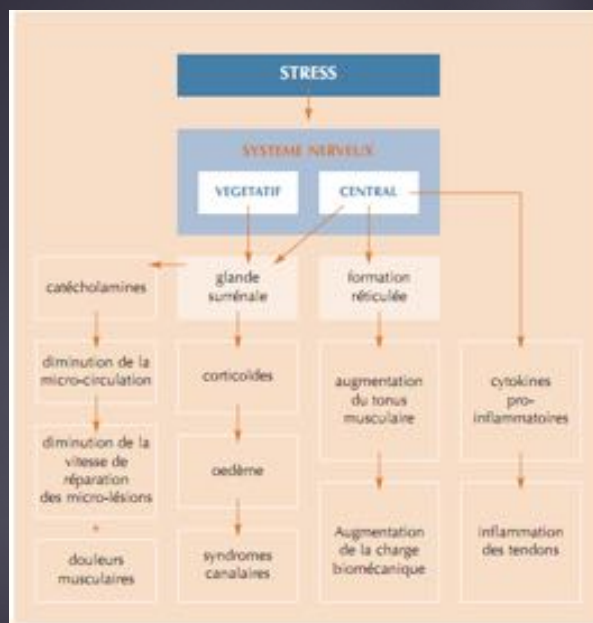 STRESS
SYSTEME NERVEUX
VEGETATIF
CENTRAL
catécholamines
glande
surrénale
formation
réticulée
diminution de la
micro-circulation
corticoïdes
augmentation
du tonus
musculaire
cytokines
pro-
inflammatoires
diminution de la
vitesse de
réparation
des micro-lésions
+
oedème
douleurs
musculaires
syndromes
canalaires
Augmentation
de la charge
biomécanique
inflammation
des tendons